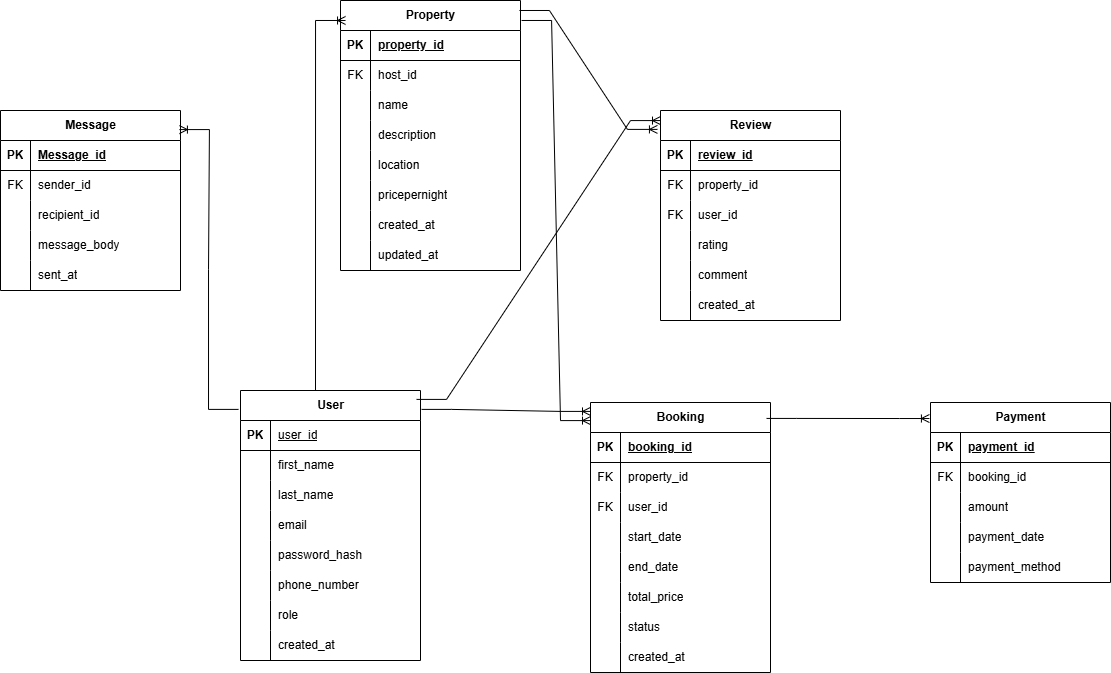 Property
PK property_id
FK host_id
name
description
location
pricepernight
created_at
updated_at
Message
PK Message_id
FK sender_id
recipient_id
message_body
sent_at
Review
PK review_id
FK property_id
FK user_id
rating
comment
created_at
User
PK user_id
first_name
last_name
email
password_hash
phone_number
role
created_at
Booking
PK booking_id
FK property_id
FK user_id
start_date
end_date
total_price
status
created_at
Payment
PK payment_id
FK booking_id
amount
payment_date
payment_method